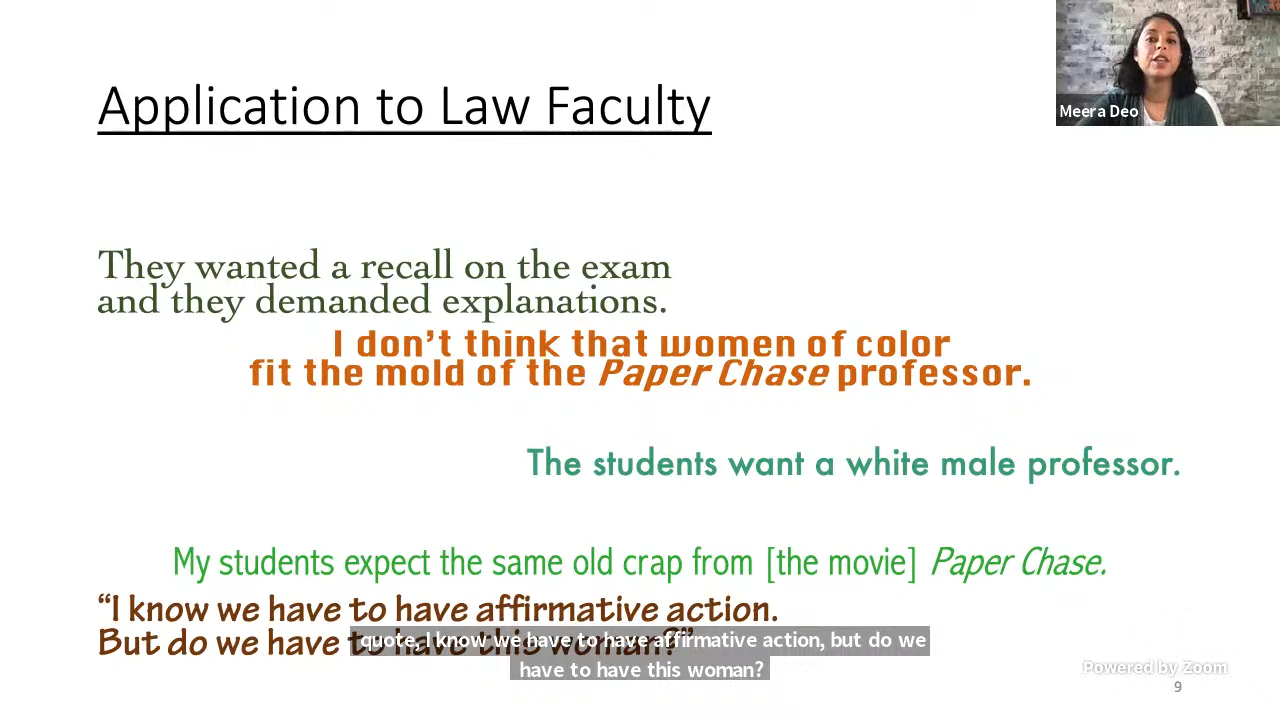 Application to Law Faculty
Meera Deo
They wanted a recall on the exam
and they demanded explanations.
I don't think that women of color
fit the mold of the Paper Chase professor.
The students want a white male professor.
My students expect the same old crap from [the movie] Paper Chase.
“I know we have to have affirmative action.
But do we have to have this woman?”
quote, I know we have to have affirmative action, but do we
have to have this woman?
Powered by Zoom
9